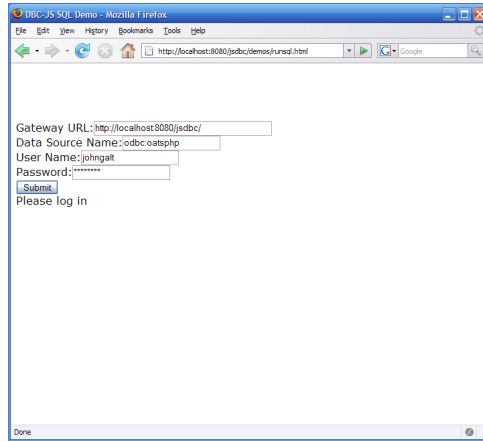 DBC-JS SQL Demo - Mozilla Firefox
File Edit View History Bookmarks Tools Help
http://localhost:8080/jsdbc/demos/runsql.html
G Google
Gateway URL: http://localhost:8080/jsdbc/
Data Source Name: odbc:oatsphp
User Name: johngalt
Password: ********
Submit
Please log in
Done